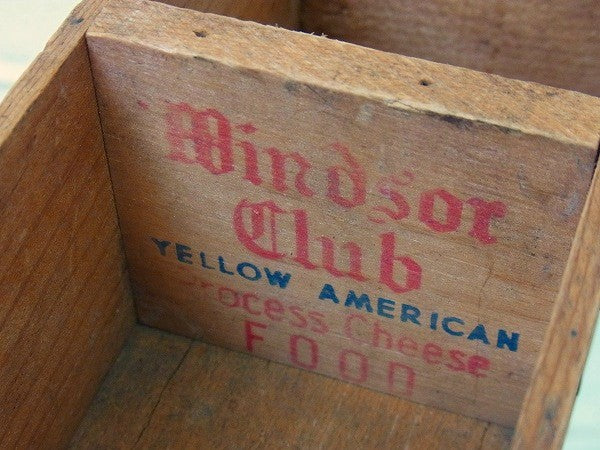 Windsor
Club
YELLOW AMERICAN
Process Cheese
FOOD